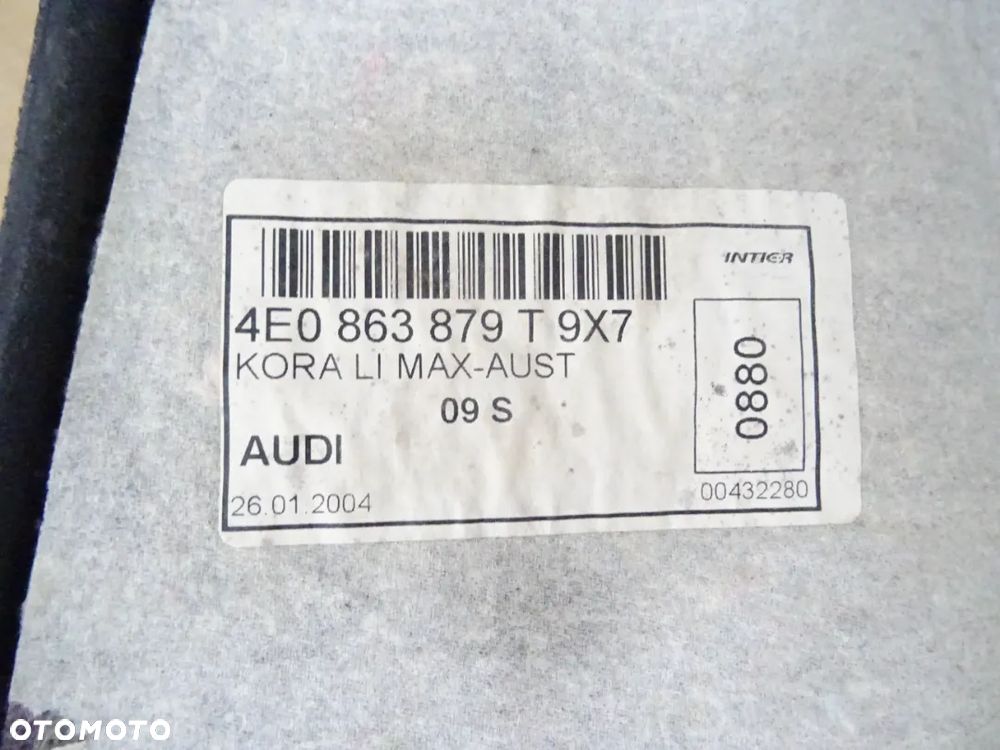 INTIER
4E0 863 879 T 9X7
KORA LI MAX-AUST
09 S
0880
AUDI
26.01.2004
00432280
OTOMOTO